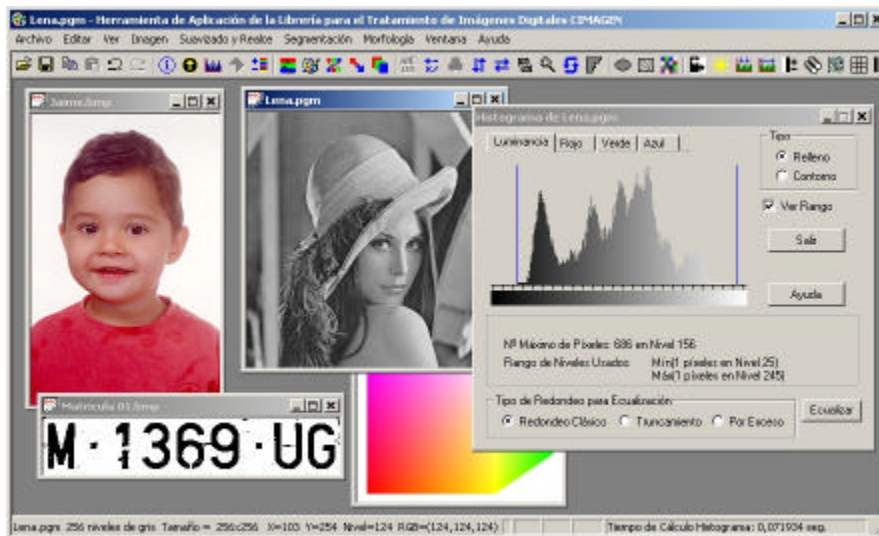 Lena.pgm - Herramienta de Aplicación de la Librería para el Tratamiento de Imágenes Digitales CIMAGEN
Archivo Editar Ver Imagen Suavizado y Realce Segmentación Morfología Ventana Ayuda
Jaime.bmp
Lena.pgm
Histograma de Lena.pgm
Luminancia Rojo Verde Azul
Tipo
Relleno
Contorno
Ver Rango
Salir
Ayuda
Nº Máximo de Píxeles: 686 en Nivel 156
Rango de Niveles Usados: Mín(1 píxeles en Nivel 25)
Máx(1 píxeles en Nivel 245)
Tipo de Redondeo para Ecualización
Redondeo Clásico Truncamiento Por Exceso
Ecualizar
Matricula 01.bmp
M·1369·UG
Lena.pgm 256 niveles de gris Tamaño = 256x256 X=103 Y=254 Nivel=124 RGB=(124,124,124)
Tiempo de Cálculo Histograma: 0,071934 seg.